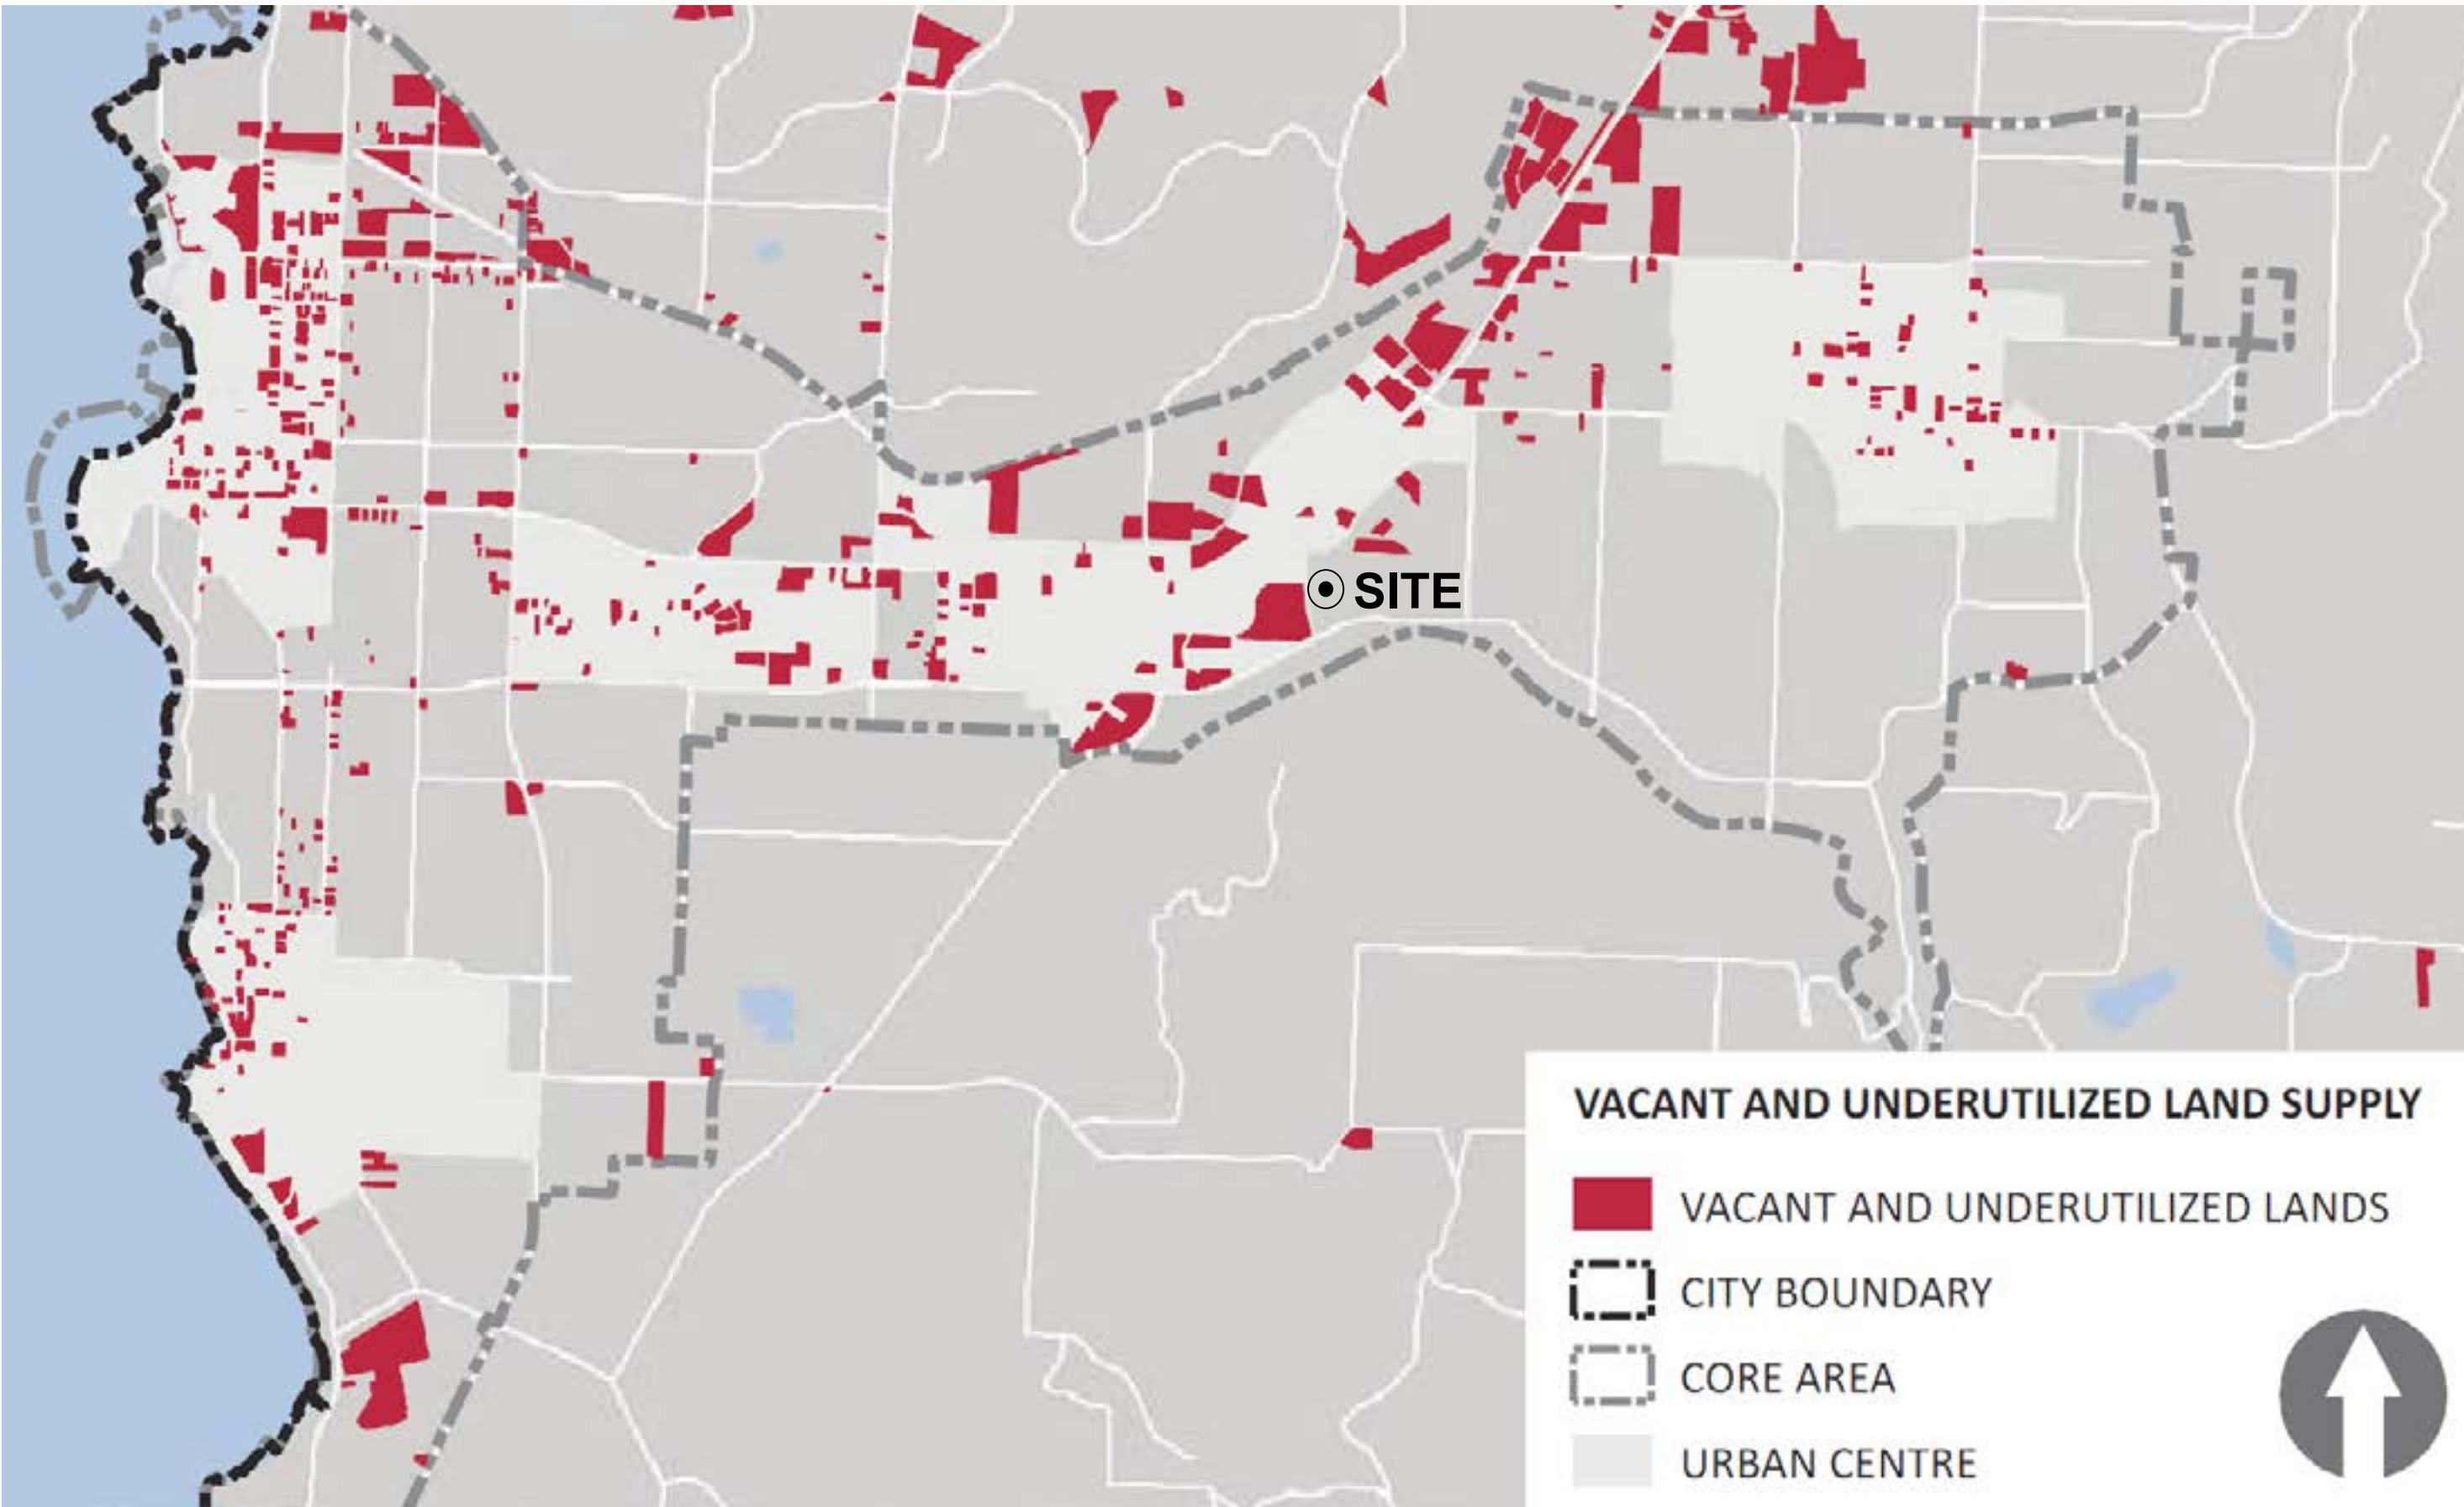 SITE
VACANT AND UNDERUTILIZED LAND SUPPLY
VACANT AND UNDERUTILIZED LANDS
CITY BOUNDARY
CORE AREA
URBAN CENTRE